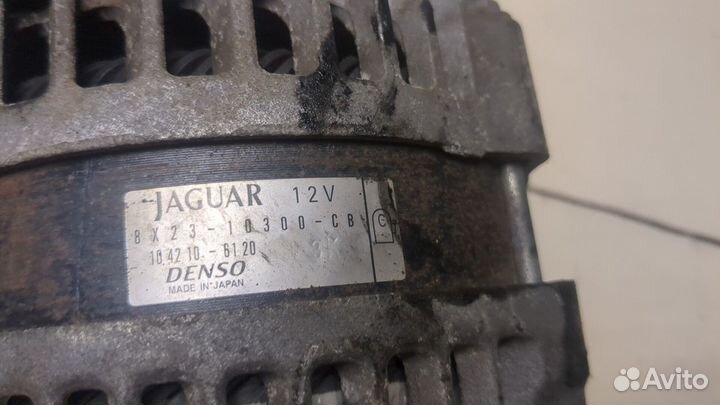 JAGUAR 12V
8X23-10300-CB C
104210-6120
DENSO
MADE IN JAPAN
Avito